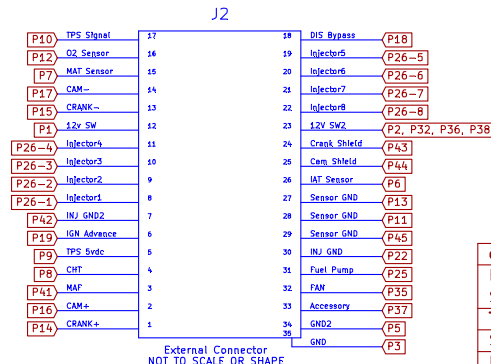 J2
P10 TPS Signal 17 18 DIS Bypass P18
P12 O2 Sensor 16 19 Injector5 P26-5
P7 MAT Sensor 15 20 Injector6 P26-6
P17 CAM- 14 21 Injector7 P26-7
P15 CRANK- 13 22 Injector8 P26-8
P1 12v SW 12 23 12V SW2 P2, P32, P36, P38
P26-4 Injector4 11 24 Crank Shield P43
P26-3 Injector3 10 25 Cam Shield P44
P26-2 Injector2 9 26 IAT Sensor P6
P26-1 Injector1 8 27 Sensor GND P13
P42 INJ GND2 7 28 Sensor GND P11
P19 IGN Advance 6 29 Sensor GND P45
P9 TPS 5vdc 5 30 INJ GND P22
P8 CHT 4 31 Fuel Pump P25
P41 MAF 3 32 FAN P35
P16 CAM+ 2 33 Accessory P37
P14 CRANK+ 1 34 GND2 P5
35 GND P3
External Connector
NOT TO SCALE OR SHAPE